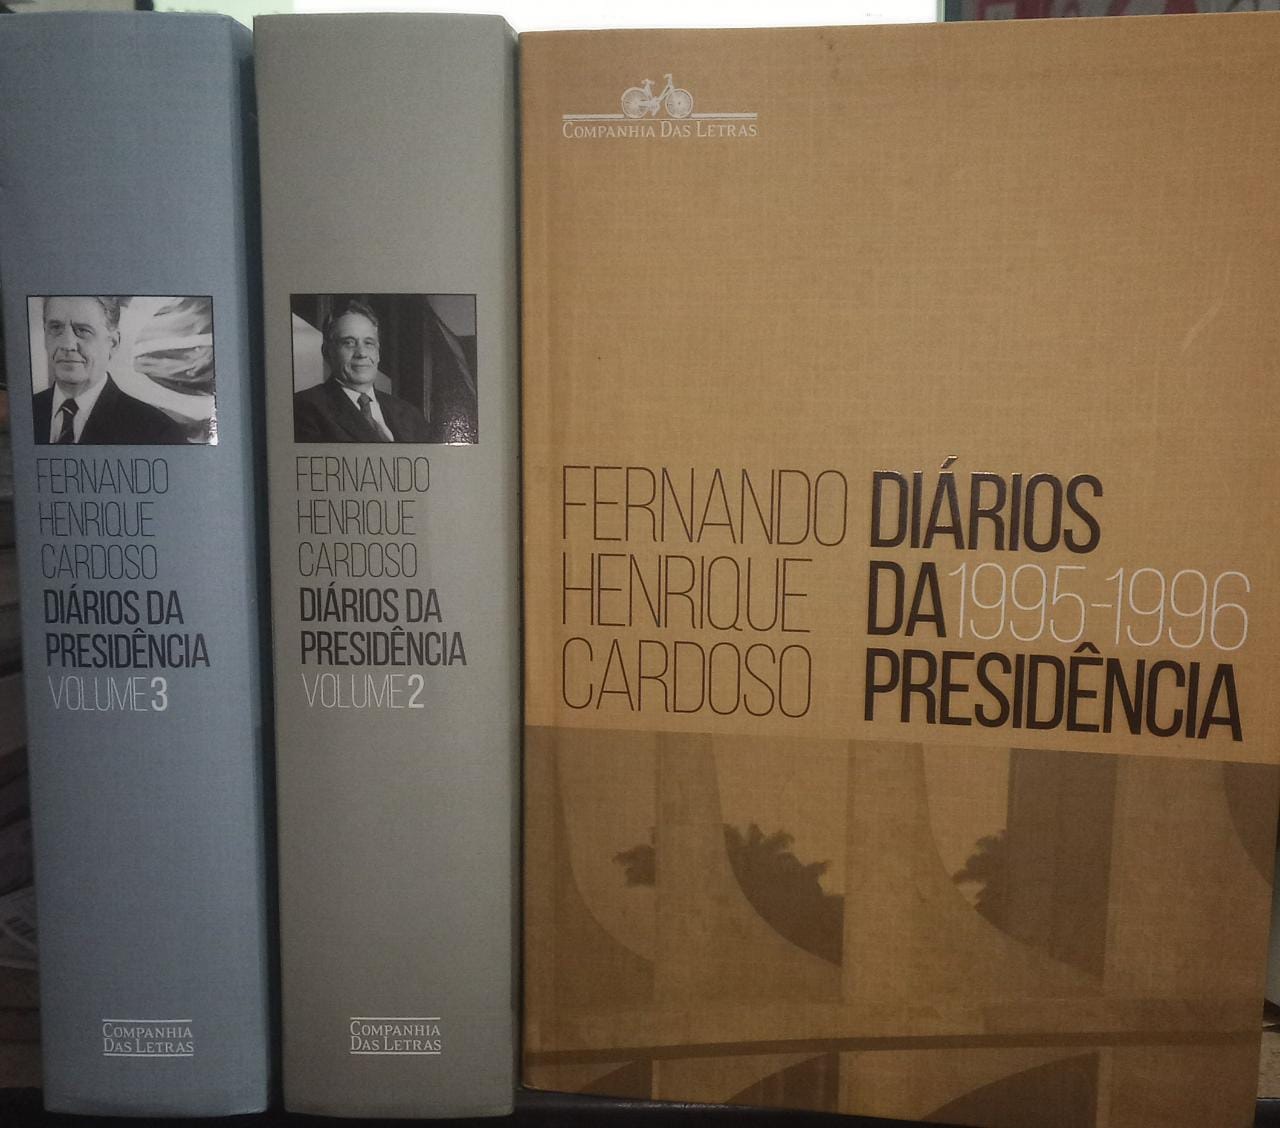 FERNANDO
HENRIQUE
CARDOSO
DIÁRIOS DA
PRESIDÊNCIA
VOLUME 3
COMPANHIA
DAS LETRAS
FERNANDO
HENRIQUE
CARDOSO
DIÁRIOS DA
PRESIDÊNCIA
VOLUME 2
COMPANHIA
DAS LETRAS
COMPANHIA DAS LETRAS
FERNANDO
HENRIQUE
CARDOSO
DIÁRIOS
DA 1995-1996
PRESIDÊNCIA